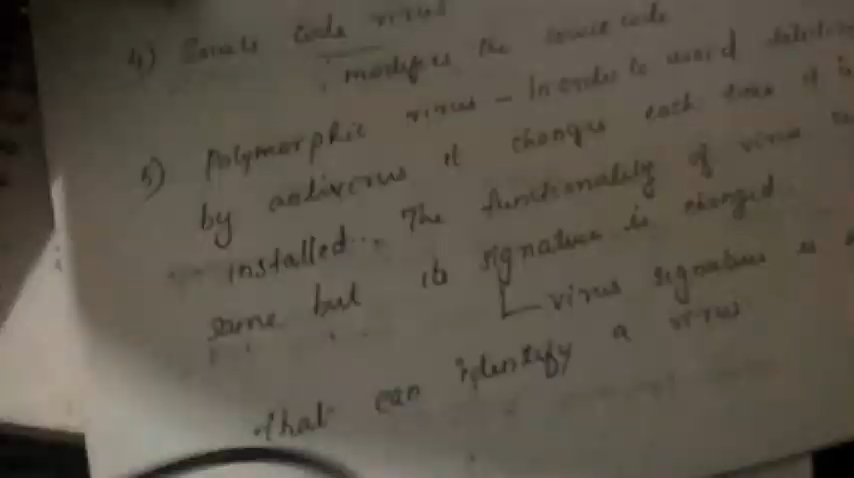 4) Source code virus
modifies the source code
5) Polymorphic virus - In order to avoid
by antivirus it changes each time it is
installed. The functionality of virus
same but its signature is changed.
virus signature is a
that can identify a virus